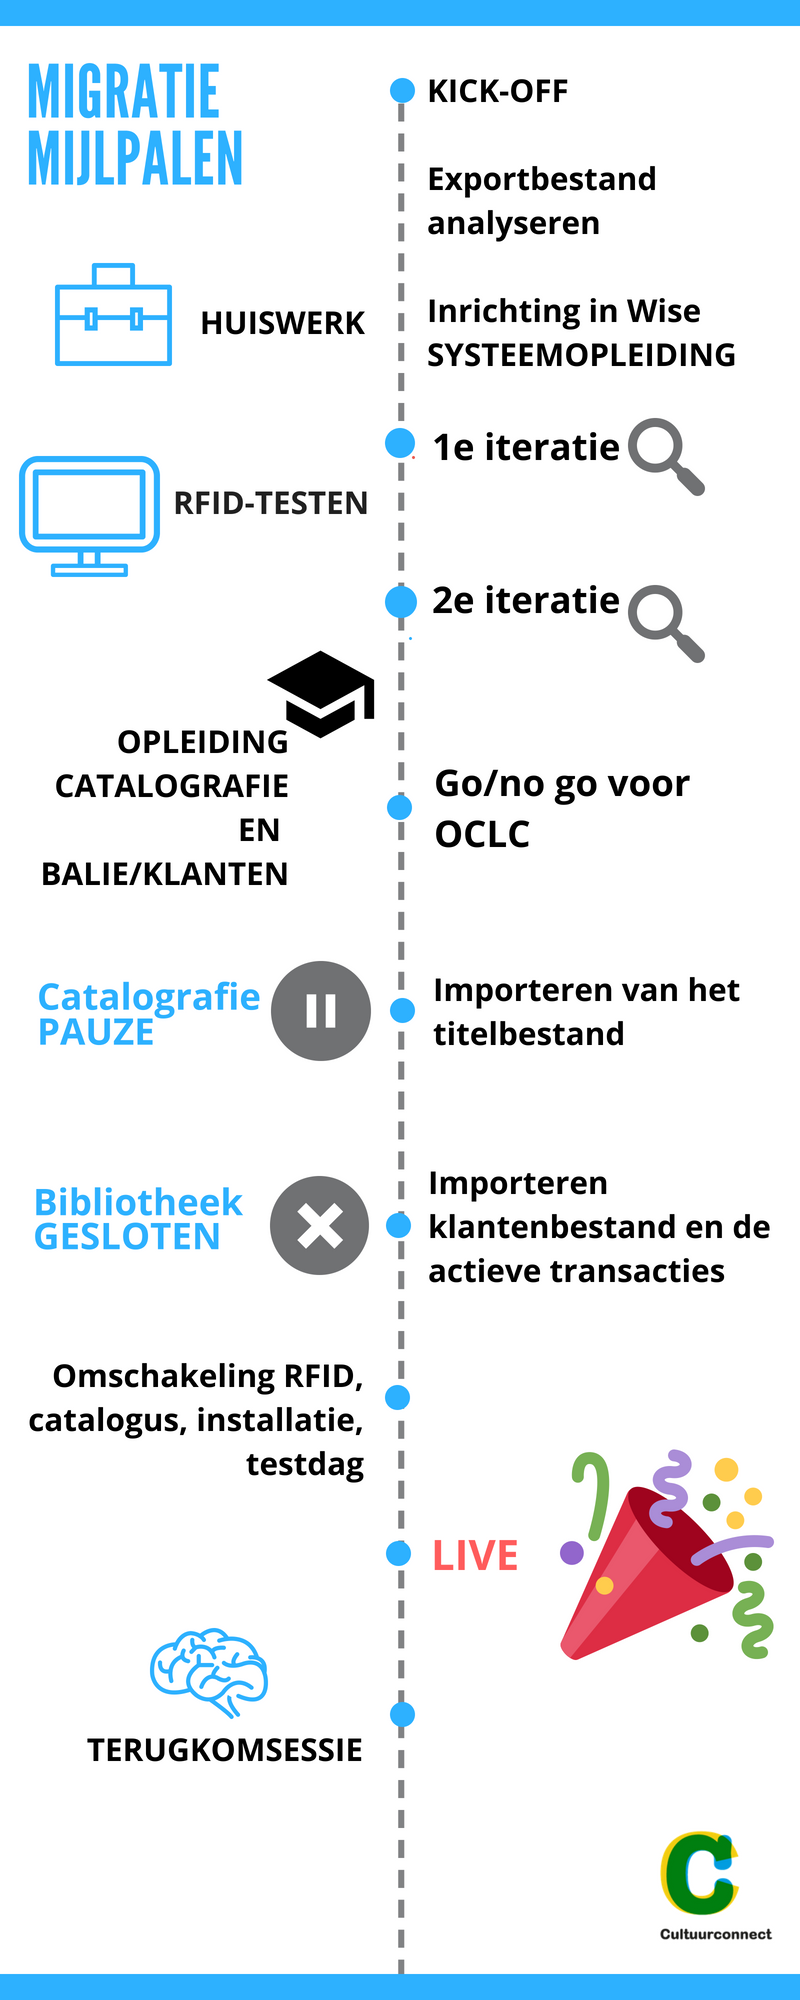 MIGRATIE
MIJLPALEN
KICK-OFF
Exportbestand
analyseren
HUISWERK
Inrichting in Wise
SYSTEEMOPLEIDING
1e iteratie
RFID-TESTEN
2e iteratie
OPLEIDING
CATALOGRAFIE
EN
BALIE/KLANTEN
Go/no go voor
OCLC
Catalografie
PAUZE
Importeren van het
titelbestand
Bibliotheek
GESLOTEN
Importeren
klantenbestand en de
actieve transacties
Omschakeling RFID,
catalogus, installatie,
testdag
LIVE
TERUGKOMSESSIE
C
Cultuurconnect